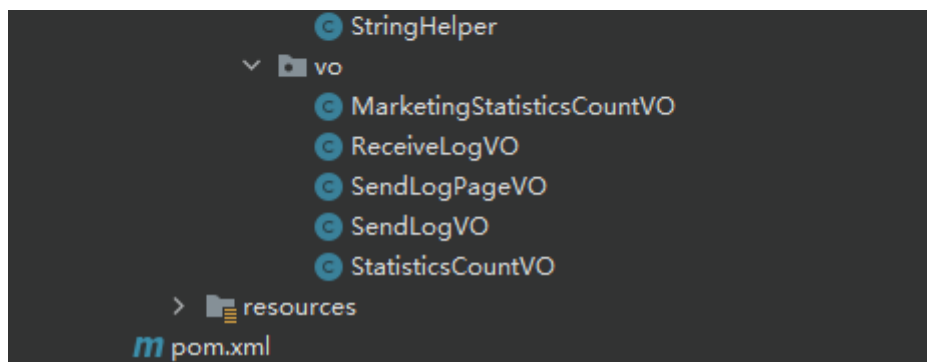 StringHelper
vo
MarketingStatisticsCountVO
ReceiveLogVO
SendLogPageVO
SendLogVO
StatisticsCountVO
resources
pom.xml